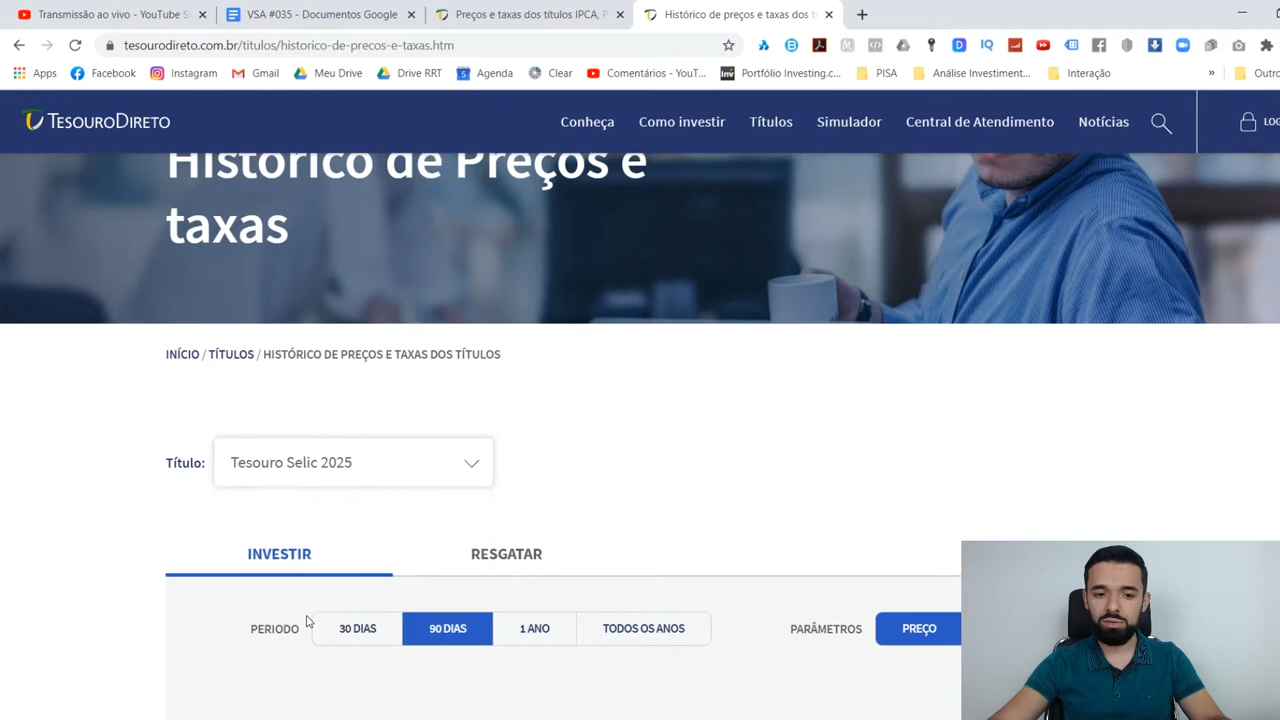 Transmissão ao vivo - YouTube S
VSA #035 - Documentos Google
Preços e taxas dos títulos IPCA, P
Histórico de preços e taxas dos t
tesourodireto.com.br/titulos/historico-de-precos-e-taxas.htm
Apps
Facebook
Instagram
Gmail
Meu Drive
Drive RRT
Agenda
Clear
Comentários - YouT...
Portfólio Investing.c...
PISA
Análise Investiment...
Interação
»
Outro
TESOURODIRETO
Conheça
Como investir
Títulos
Simulador
Central de Atendimento
Notícias
LOG
Histórico de Preços e
taxas
INÍCIO / TÍTULOS / HISTÓRICO DE PREÇOS E TAXAS DOS TÍTULOS
Título:
Tesouro Selic 2025
INVESTIR
RESGATAR
PERIODO
30 DIAS
90 DIAS
1 ANO
TODOS OS ANOS
PARÂMETROS
PREÇO